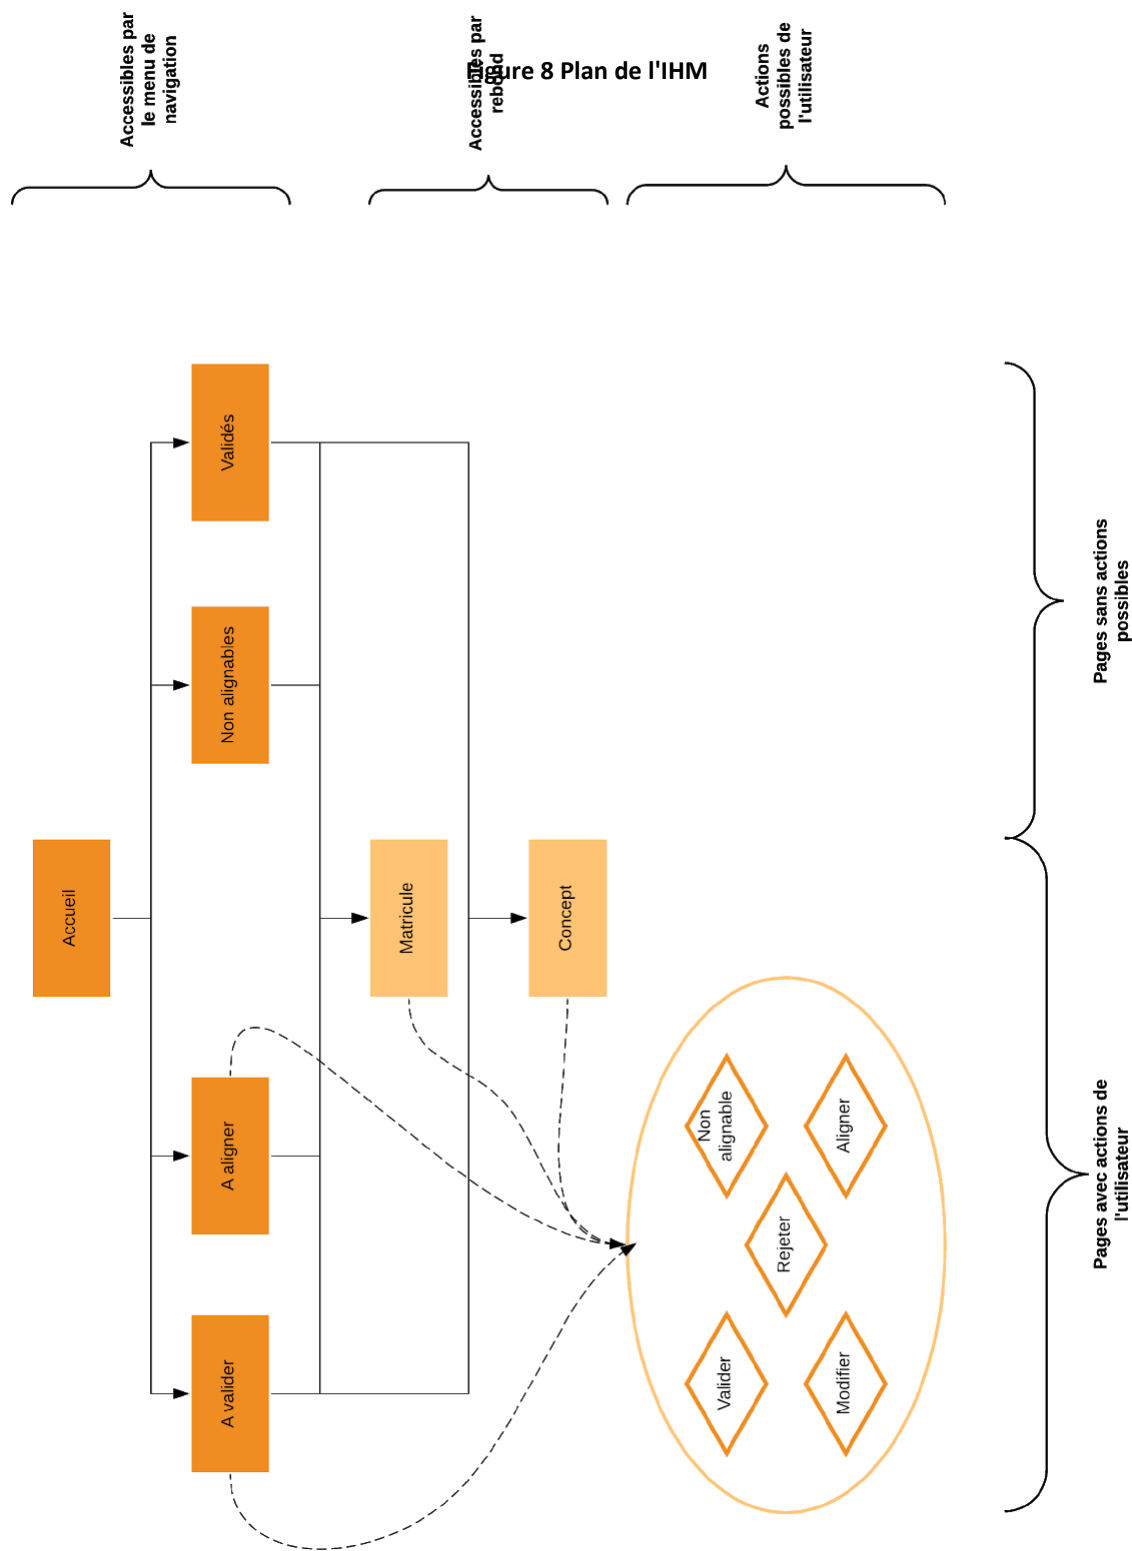 Figure 8 Plan de l'IHM
Accessibles par
le menu de
navigation
Accessibles par
rebond
Actions
possibles de
l'utilisateur
Accueil
A valider
A aligner
Non alignables
Validés
Matricule
Concept
Valider
Non
alignable
Rejeter
Modifier
Aligner
Pages avec actions de
l'utilisateur
Pages sans actions
possibles